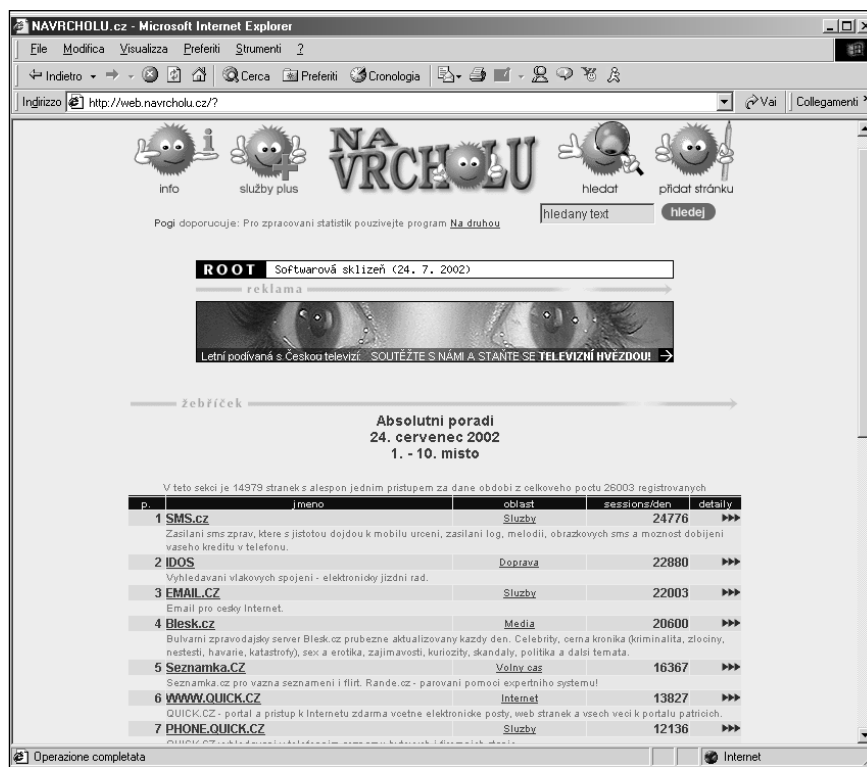 NAVRCHOLU.cz - Microsoft Internet Explorer
File Modifica Visualizza Preferiti Strumenti ?
Indietro Cerca Preferiti Cronologia
Indirizzo http://web.navrcholu.cz/? Vai Collegamenti
NA VRCHOLU
info služby plus hledat přidat stránku
hledany text hledej
Pogi doporucuje: Pro zpracovani statistik pouzivejte program Na druhou
ROOT Softwarová sklizeň (24. 7. 2002)
reklama
Letní podívaná s Českou televizí: SOUTĚŽTE S NÁMI A STAŇTE SE TELEVIZNÍ HVĚZDOU!
žebříček
Absolutni poradi
24. cervenec 2002
1. - 10. místo
V teto sekci je 14979 stranek s alespon jednim pristupem za dane obdobi z celkoveho poctu 26003 registrovanych
p. jmeno oblast sessions/den detaily
1 SMS.cz Sluzby 24776
Zasilani sms zprav, ktere s jistotou dojdou k mobilu urceni, zasilani log, melodii, obrazkovych sms a moznost dobijeni
vaseho kreditu v telefonu.
2 IDOS Doprava 22880
Vyhledavani vlakovych spojeni - elektronicky jizdni rad.
3 EMAIL.CZ Sluzby 22003
Email pro cesky Internet.
4 Blesk.cz Media 20600
Bulvarni zpravodajsky server Blesk.cz prubezne aktualizovany kazdy den. Celebrity, cerna kronika (kriminalita, zlociny,
nestesti, havarie, katastrofy), sex a erotika, zajimavosti, kuriozity, skandaly, politika a dalsi temata.
5 Seznamka.CZ Volny cas 16367
Seznamka.cz pro vazna seznameni i flirt. Rande.cz - parovani pomoci expertniho systemu!
6 WWW.QUICK.CZ Internet 13827
QUICK.CZ - portal a pristup k Internetu zdarma vcetne elektronicke posty, web stranek a vsech veci k portalu patricich.
7 PHONE.QUICK.CZ Sluzby 12136
Operazione completata Internet